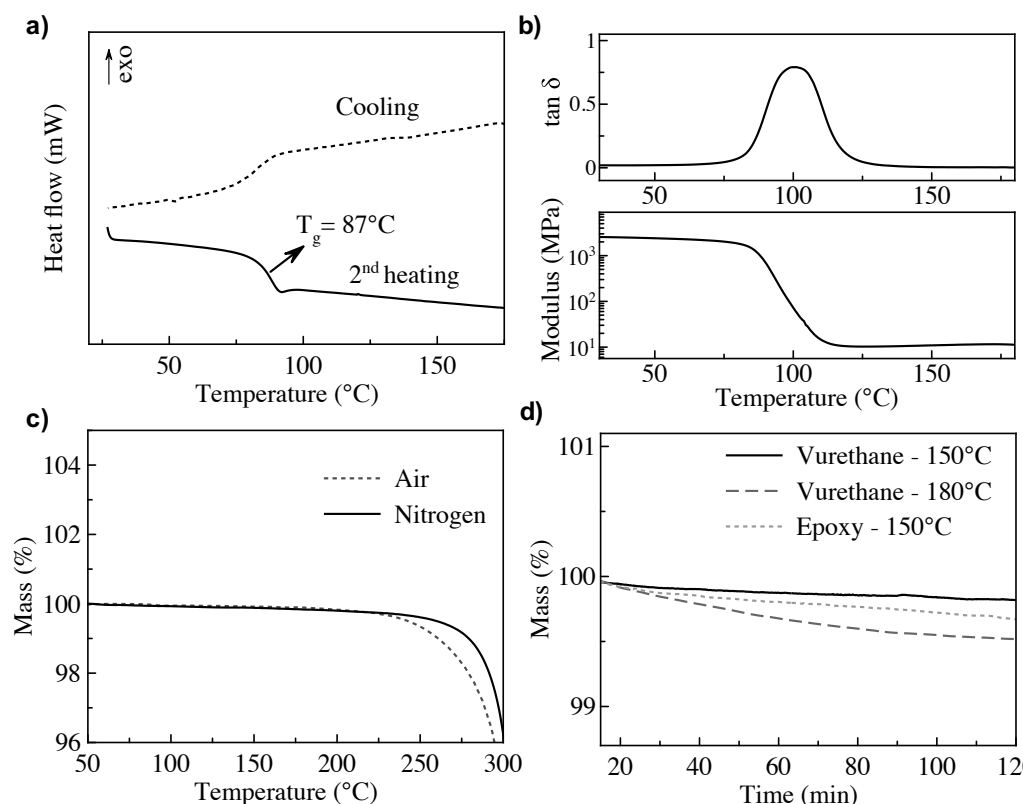 a)
exo
Heat flow (mW)
Cooling
T_g = 87°C
2nd heating
50 100 150
Temperature (°C)
b)
tan δ
1
0.5
0
50 100 150
Modulus (MPa)
10^3
10^2
10^1
50 100 150
Temperature (°C)
c)
Mass (%)
104
102
100
98
96
Air
Nitrogen
50 100 150 200 250 300
Temperature (°C)
d)
Mass (%)
101
100
99
Vurethane - 150°C
Vurethane - 180°C
Epoxy - 150°C
20 40 60 80 100 120
Time (min)